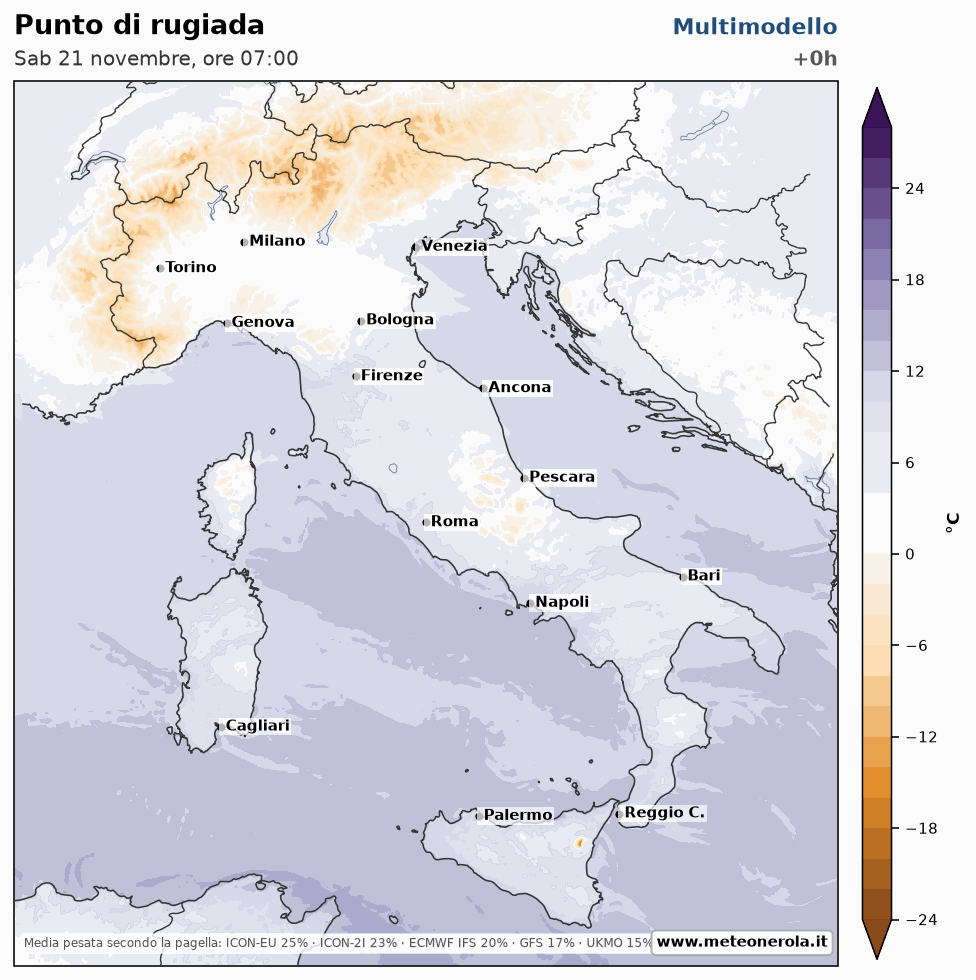 Punto di rugiada
Multimodello
Sab 21 novembre, ore 07:00
+0h
Milano
Venezia
Torino
Genova
Bologna
Firenze
Ancona
Pescara
Roma
Bari
Napoli
Cagliari
Palermo
Reggio C.
24
18
12
6
0
−6
−12
−18
−24
°C
Media pesata secondo la pagella: ICON-EU 25% · ICON-2I 23% · ECMWF IFS 20% · GFS 17% · UKMO 15%
www.meteonerola.it